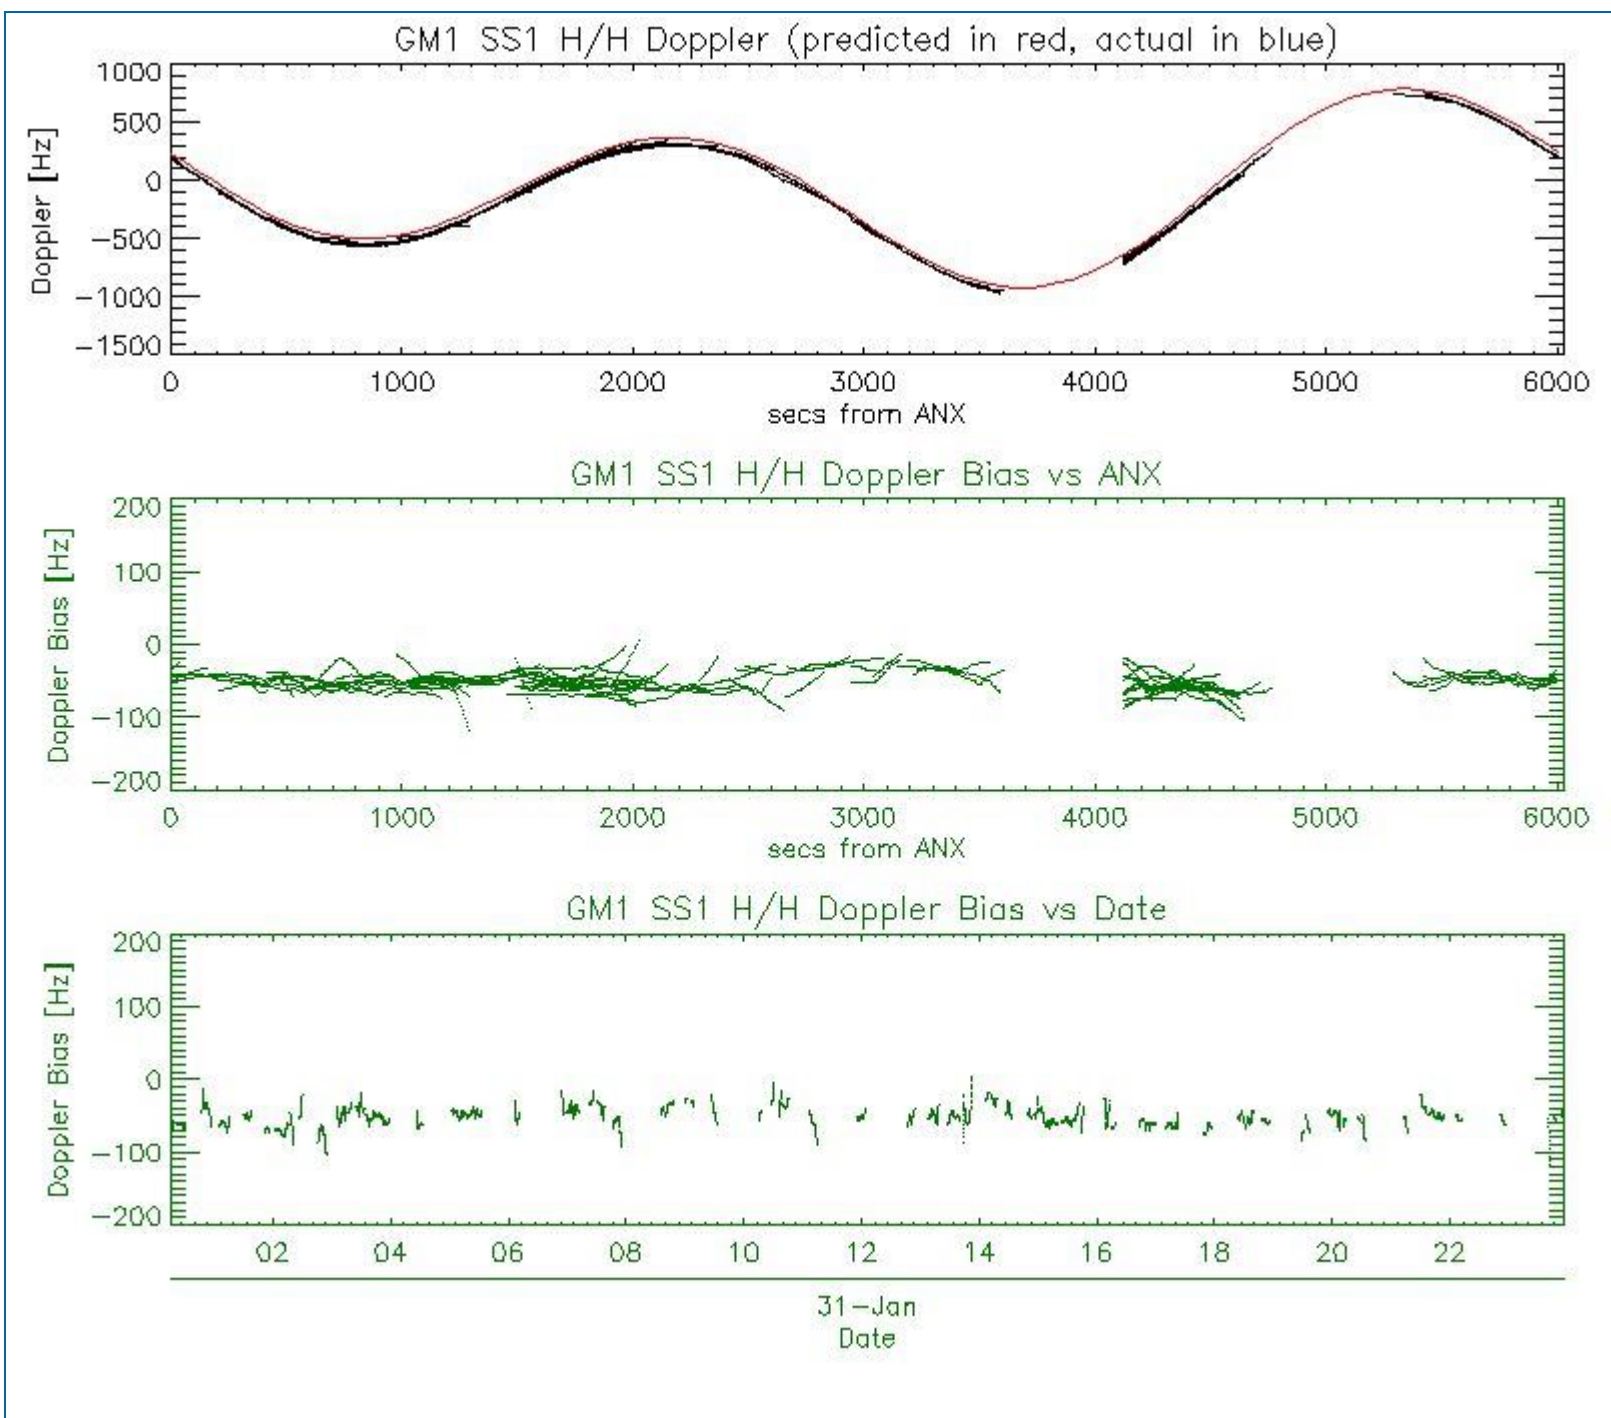 GM1 SS1 H/H Doppler (predicted in red, actual in blue)
Doppler [Hz]
1000
500
0
-500
-1000
-1500
0 1000 2000 3000 4000 5000 6000
secs from ANX
GM1 SS1 H/H Doppler Bias vs ANX
Doppler Bias [Hz]
200
100
0
-100
-200
0 1000 2000 3000 4000 5000 6000
secs from ANX
GM1 SS1 H/H Doppler Bias vs Date
Doppler Bias [Hz]
200
100
0
-100
-200
02 04 06 08 10 12 14 16 18 20 22
31-Jan
Date